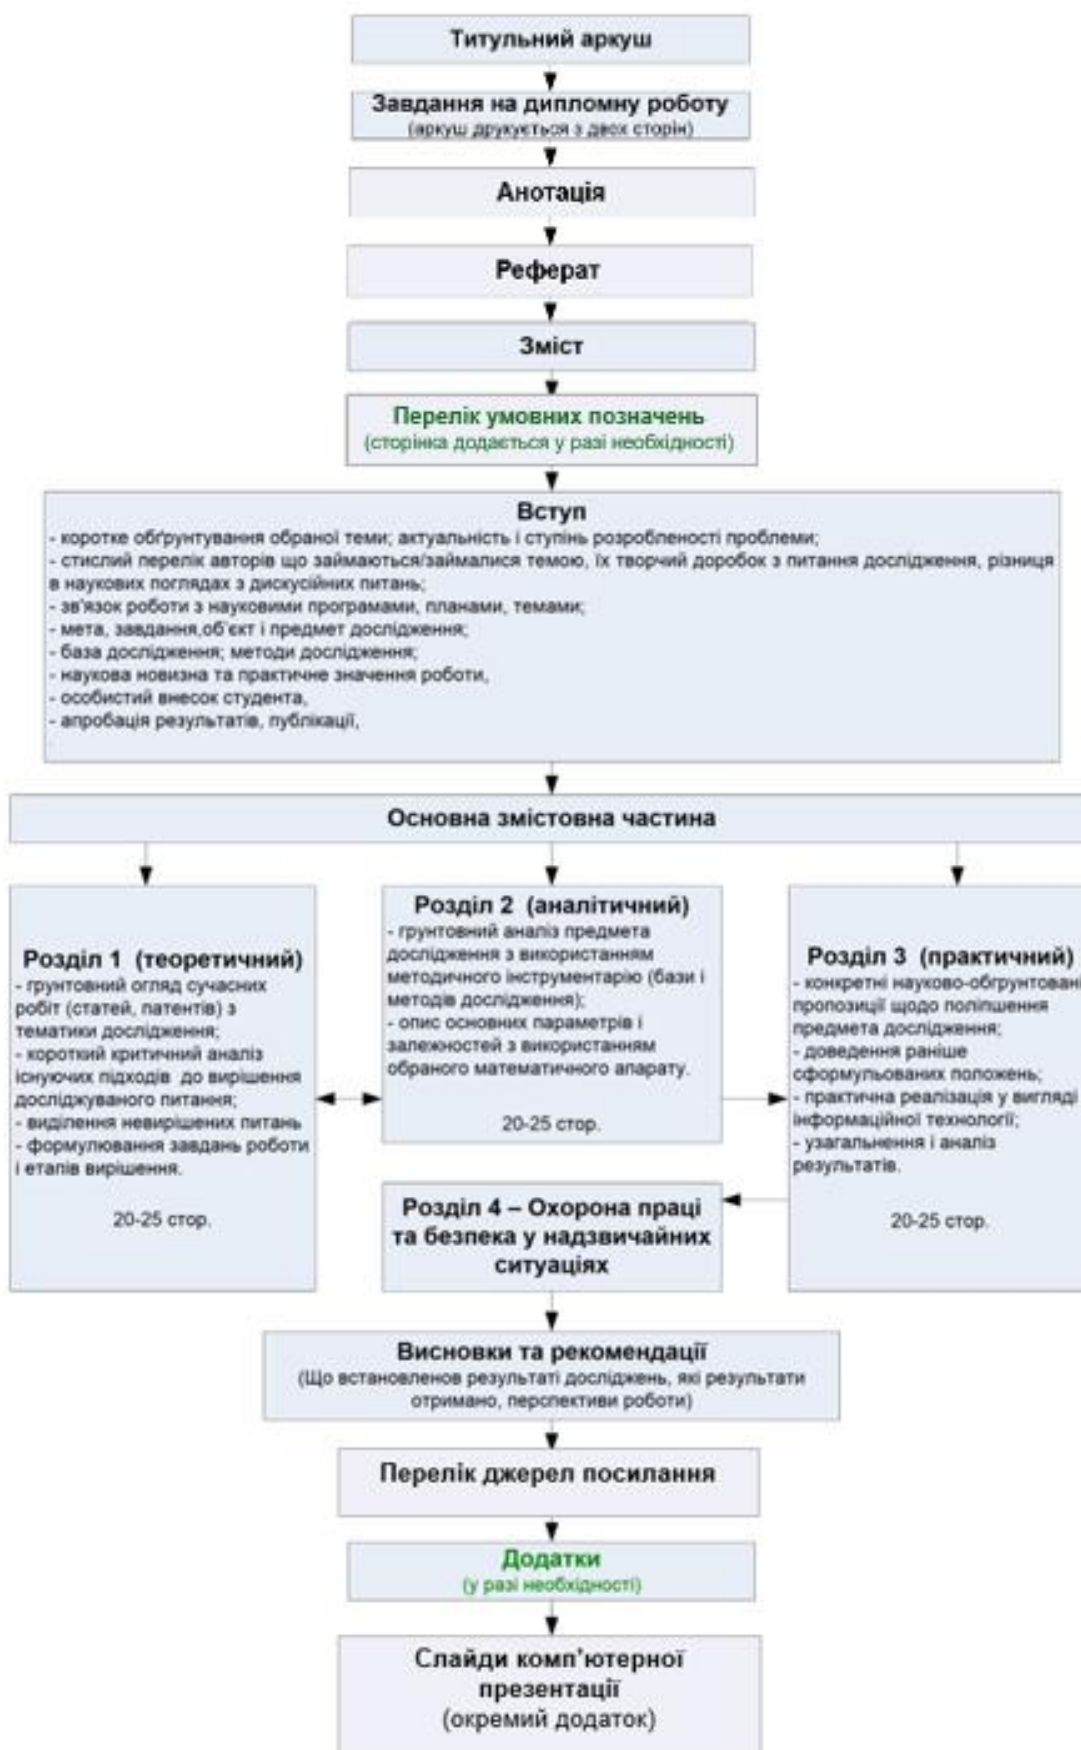 Титульний аркуш
Завдання на дипломну роботу
(аркуш друкується з двох сторін)
Анотація
Реферат
Зміст
Перелік умовних позначень
(сторінка додається у разі необхідності)
Вступ
- коротке обґрунтування обраної теми; актуальність і ступінь розробленості проблеми;
- стислий перелік авторів що займаються/займалися темою, їх творчий доробок з питання дослідження, різниця
в наукових поглядах з дискусійних питань;
- зв'язок роботи з науковими програмами, планами, темами;
- мета, завдання,об'єкт і предмет дослідження;
- база дослідження; методи дослідження;
- наукова новизна та практичне значення роботи,
- особистий внесок студента,
- апробація результатів, публікації,
Основна змістовна частина
Розділ 1 (теоретичний)
- грунтовний огляд сучасних
робіт (статей, патентів) з
тематики дослідження;
- короткий критичний аналіз
існуючих підходів до вирішення
досліджуваного питання;
- виділення невирішених питань
- формулювання завдань роботи
і етапів вирішення.
20-25 стор.
Розділ 2 (аналітичний)
- грунтовний аналіз предмета
дослідження з використанням
методичного інструментарію (бази і
методів дослідження);
- опис основних параметрів і
залежностей з використанням
обраного математичного апарату.
20-25 стор.
Розділ 3 (практичний)
- конкретні науково-обгрунтовані
пропозиції щодо поліпшення
предмета дослідження;
- доведення раніше
сформульованих положень;
- практична реалізація у вигляді
інформаційної технології;
- узагальнення і аналіз
результатів.
20-25 стор.
Розділ 4 – Охорона праці
та безпека у надзвичайних
ситуаціях
Висновки та рекомендації
(Що встановленов результаті досліджень, які результати
отримано, перспективи роботи)
Перелік джерел посилання
Додатки
(у разі необхідності)
Слайди комп'ютерної
презентації
(окремий додаток)